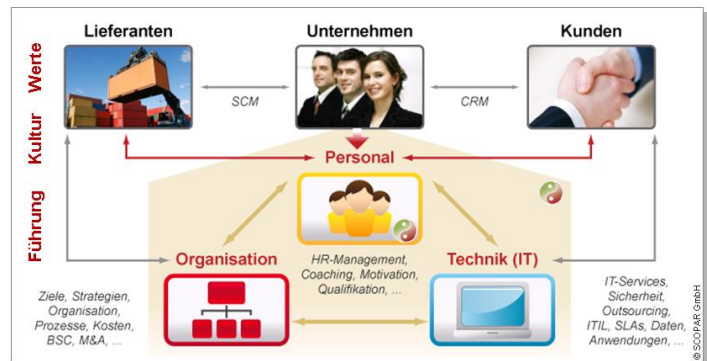 Lieferanten
Unternehmen
Kunden
Werte
Kultur
Führung
SCM
CRM
Personal
Organisation
HR-Management,
Coaching, Motivation,
Qualifikation, ...
Technik (IT)
Ziele, Strategien,
Organisation,
Prozesse, Kosten,
BSC, M&A, ...
IT-Services,
Sicherheit,
Outsourcing,
ITIL, SLAs, Daten,
Anwendungen, ...
© SCOPAR GmbH